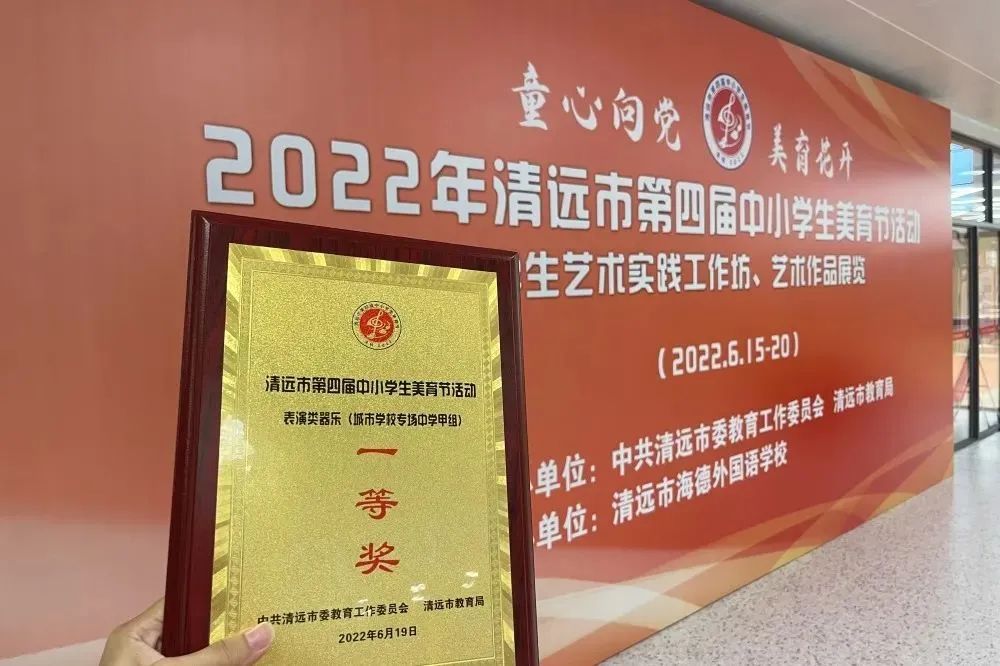 童心向党 美育花开
2022年清远市第四届中小学生美育节活动
生艺术实践工作坊、艺术作品展览
(2022.6.15-20)
单位：中共清远市委教育工作委员会 清远市教育局
单位：清远市海德外国语学校
清远市第四届中小学生美育节活动
表演类器乐（城市学校专场中学甲组）
一
等
奖
中共清远市委教育工作委员会 清远市教育局
2022年6月19日